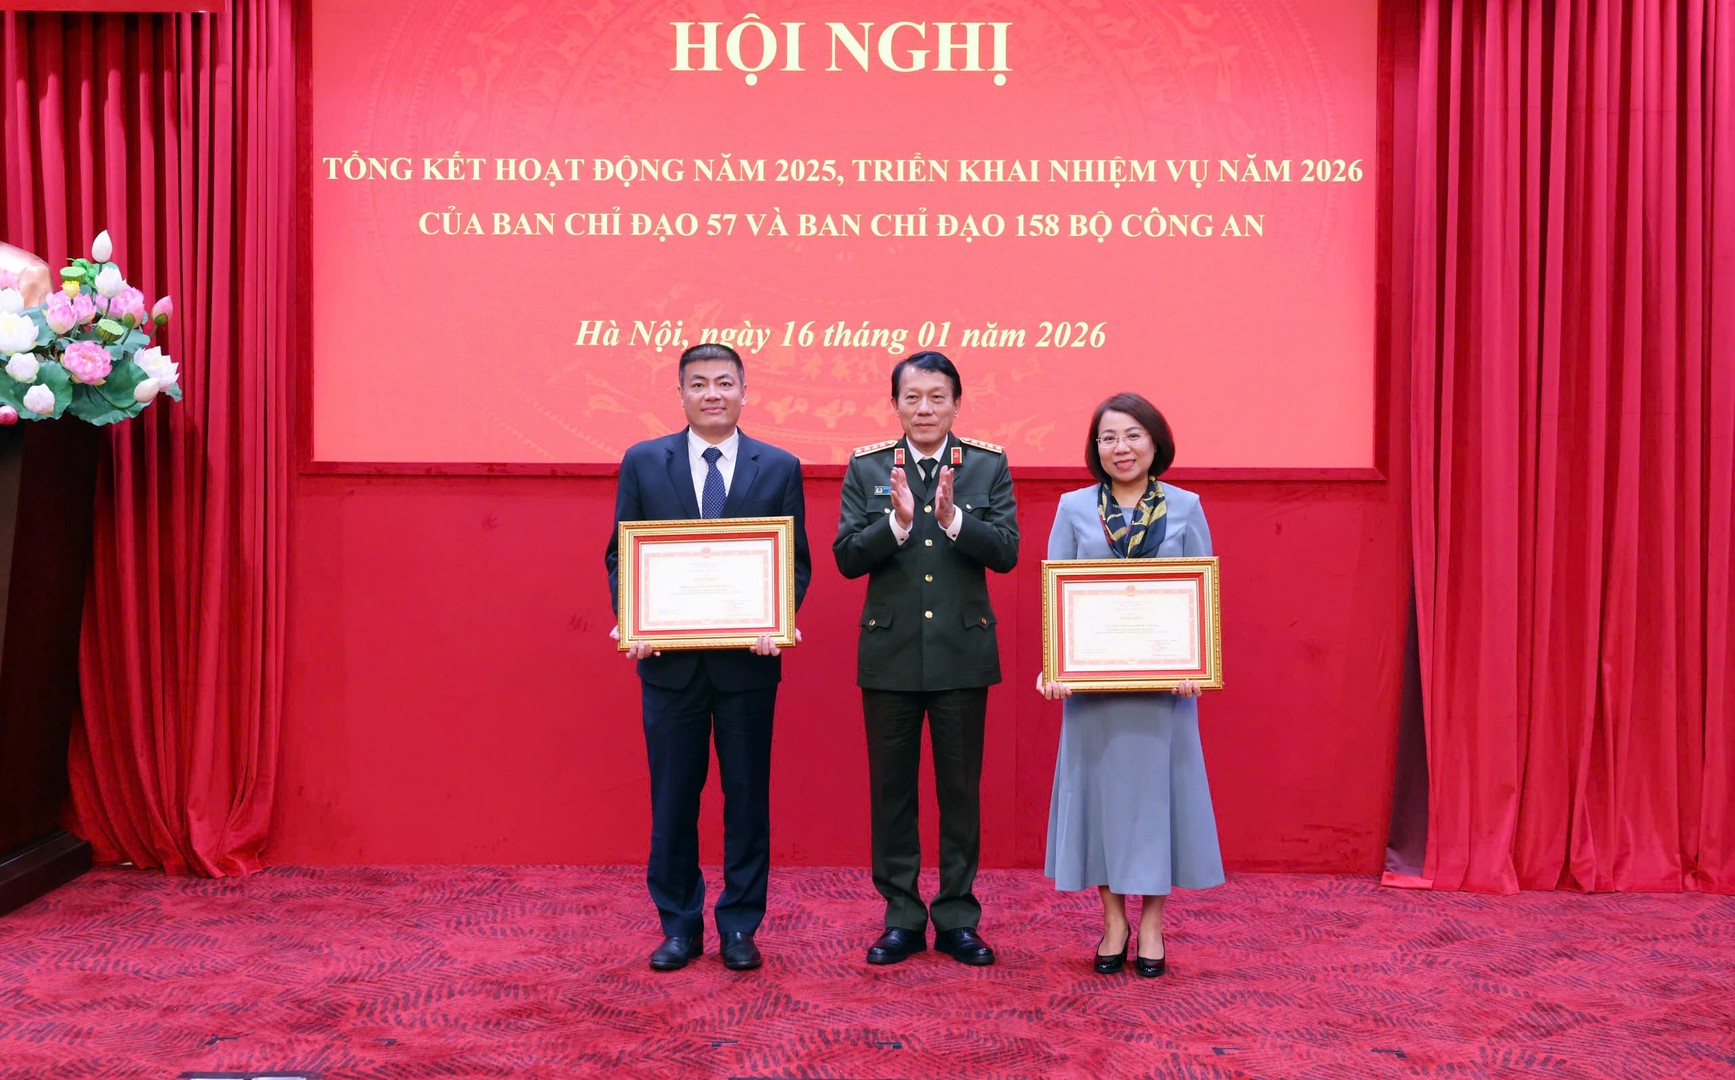 HỘI NGHỊ
TỔNG KẾT HOẠT ĐỘNG NĂM 2025, TRIỂN KHAI NHIỆM VỤ NĂM 2026
CỦA BAN CHỈ ĐẠO 57 VÀ BAN CHỈ ĐẠO 158 BỘ CÔNG AN
Hà Nội, ngày 16 tháng 01 năm 2026